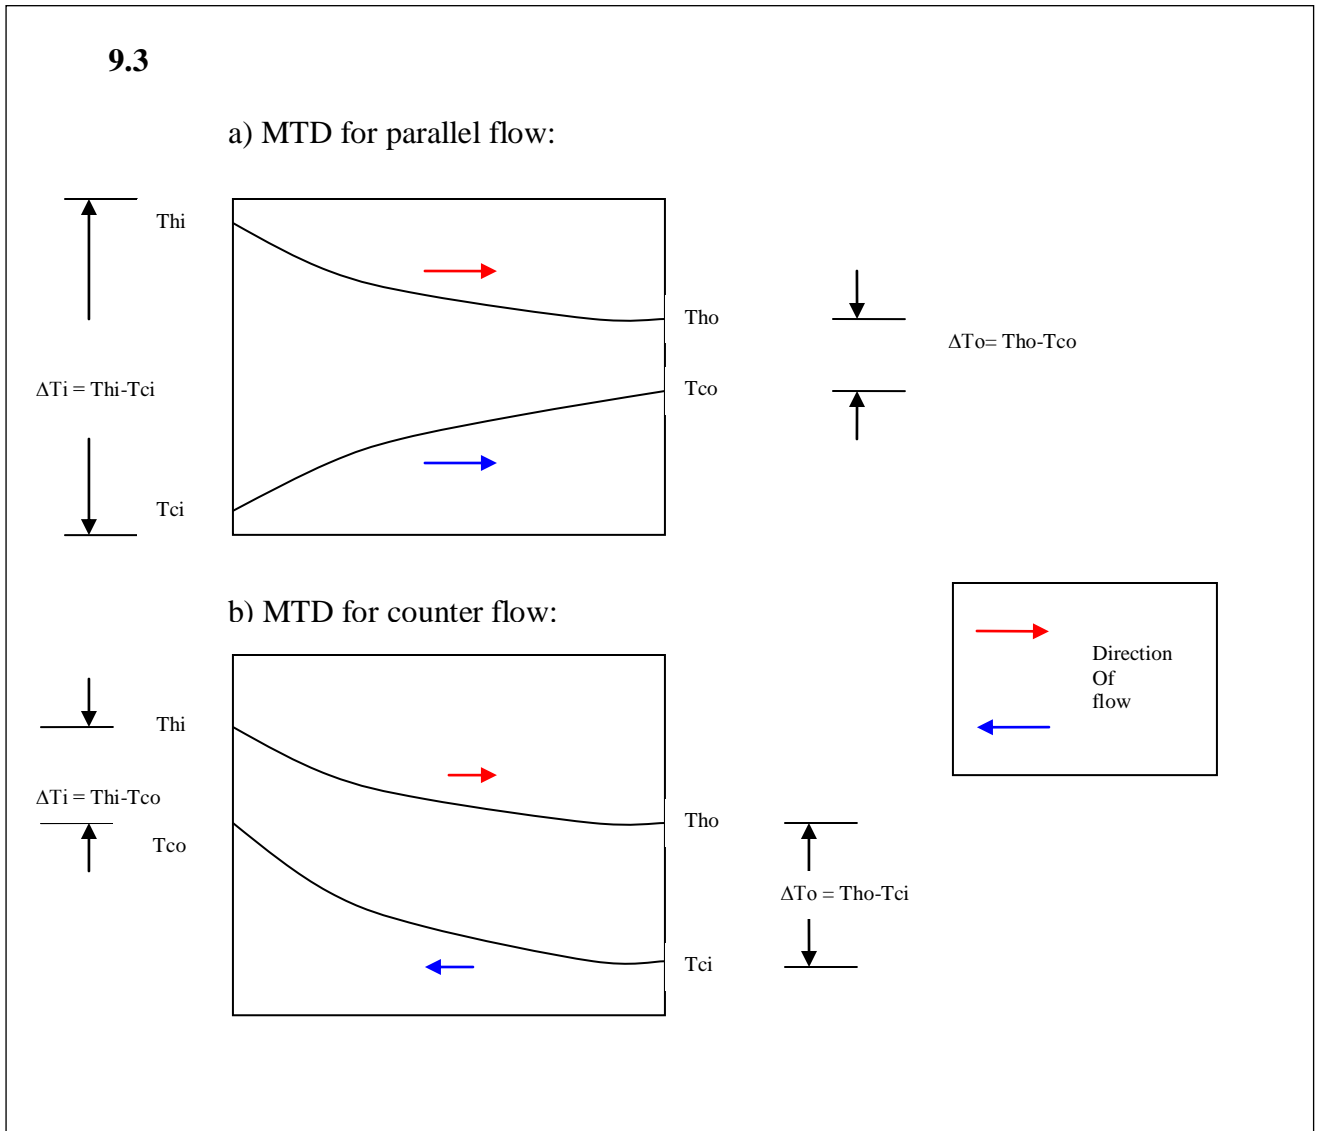 9.3
a) MTD for parallel flow:
Thi
Tho
ΔTo= Tho-Tco
ΔTi = Thi-Tci
Tco
Tci
b) MTD for counter flow:
Direction
Of
flow
Thi
ΔTi = Thi-Tco
Tho
Tco
ΔTo = Tho-Tci
Tci